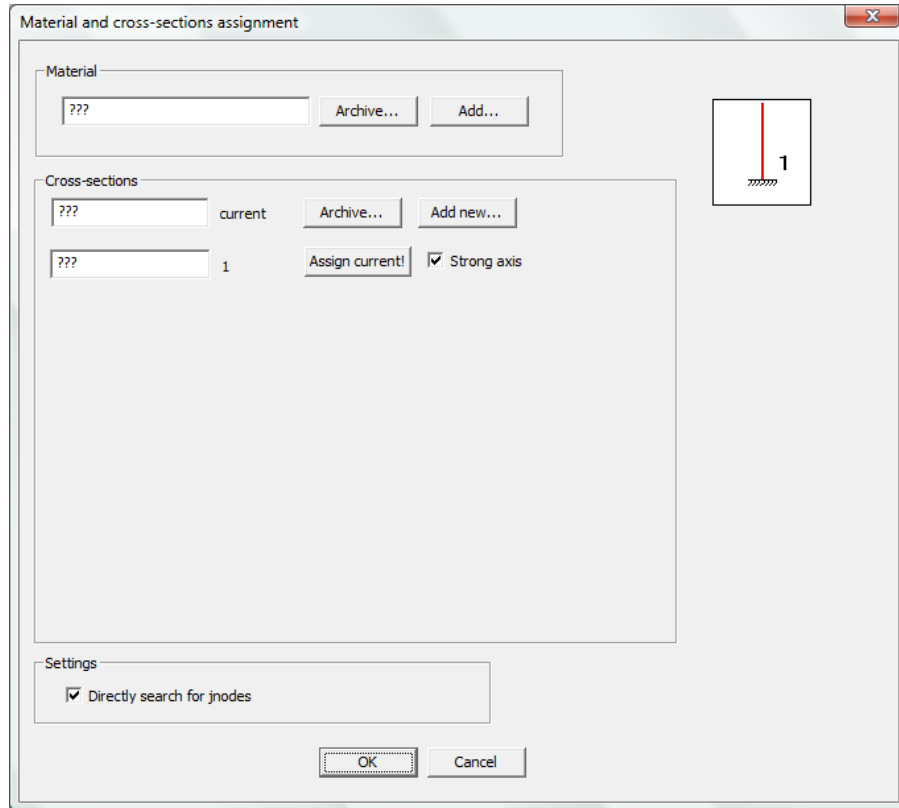 Material and cross-sections assignment
Material
??? Archive... Add...
1
Cross-sections
??? current Archive... Add new...
??? 1 Assign current! Strong axis
Settings
Directly search for jnodes
OK Cancel